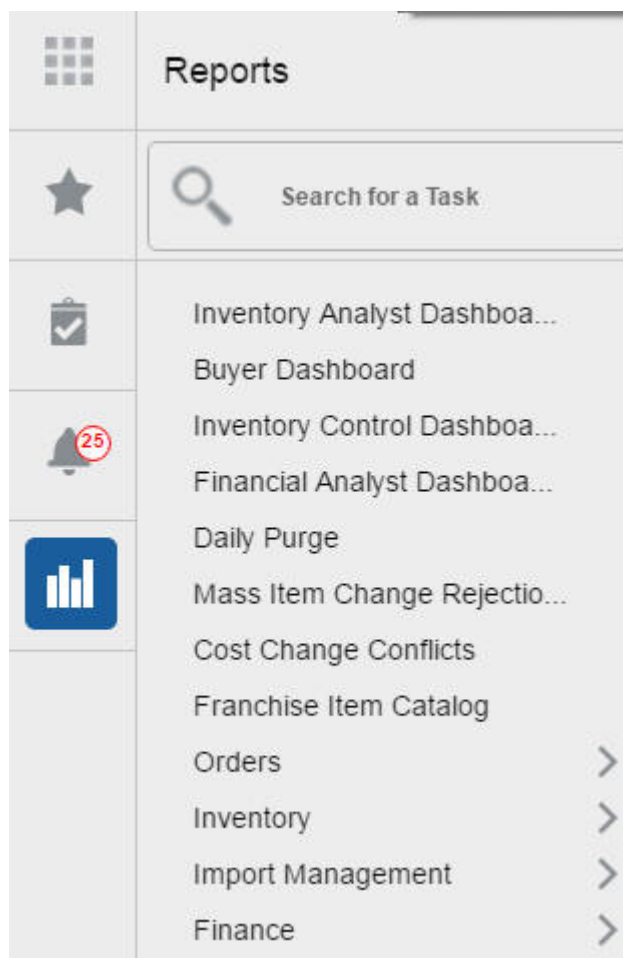 Reports
Search for a Task
25
Inventory Analyst Dashboa...
Buyer Dashboard
Inventory Control Dashboa...
Financial Analyst Dashboa...
Daily Purge
Mass Item Change Rejectio...
Cost Change Conflicts
Franchise Item Catalog
Orders
Inventory
Import Management
Finance